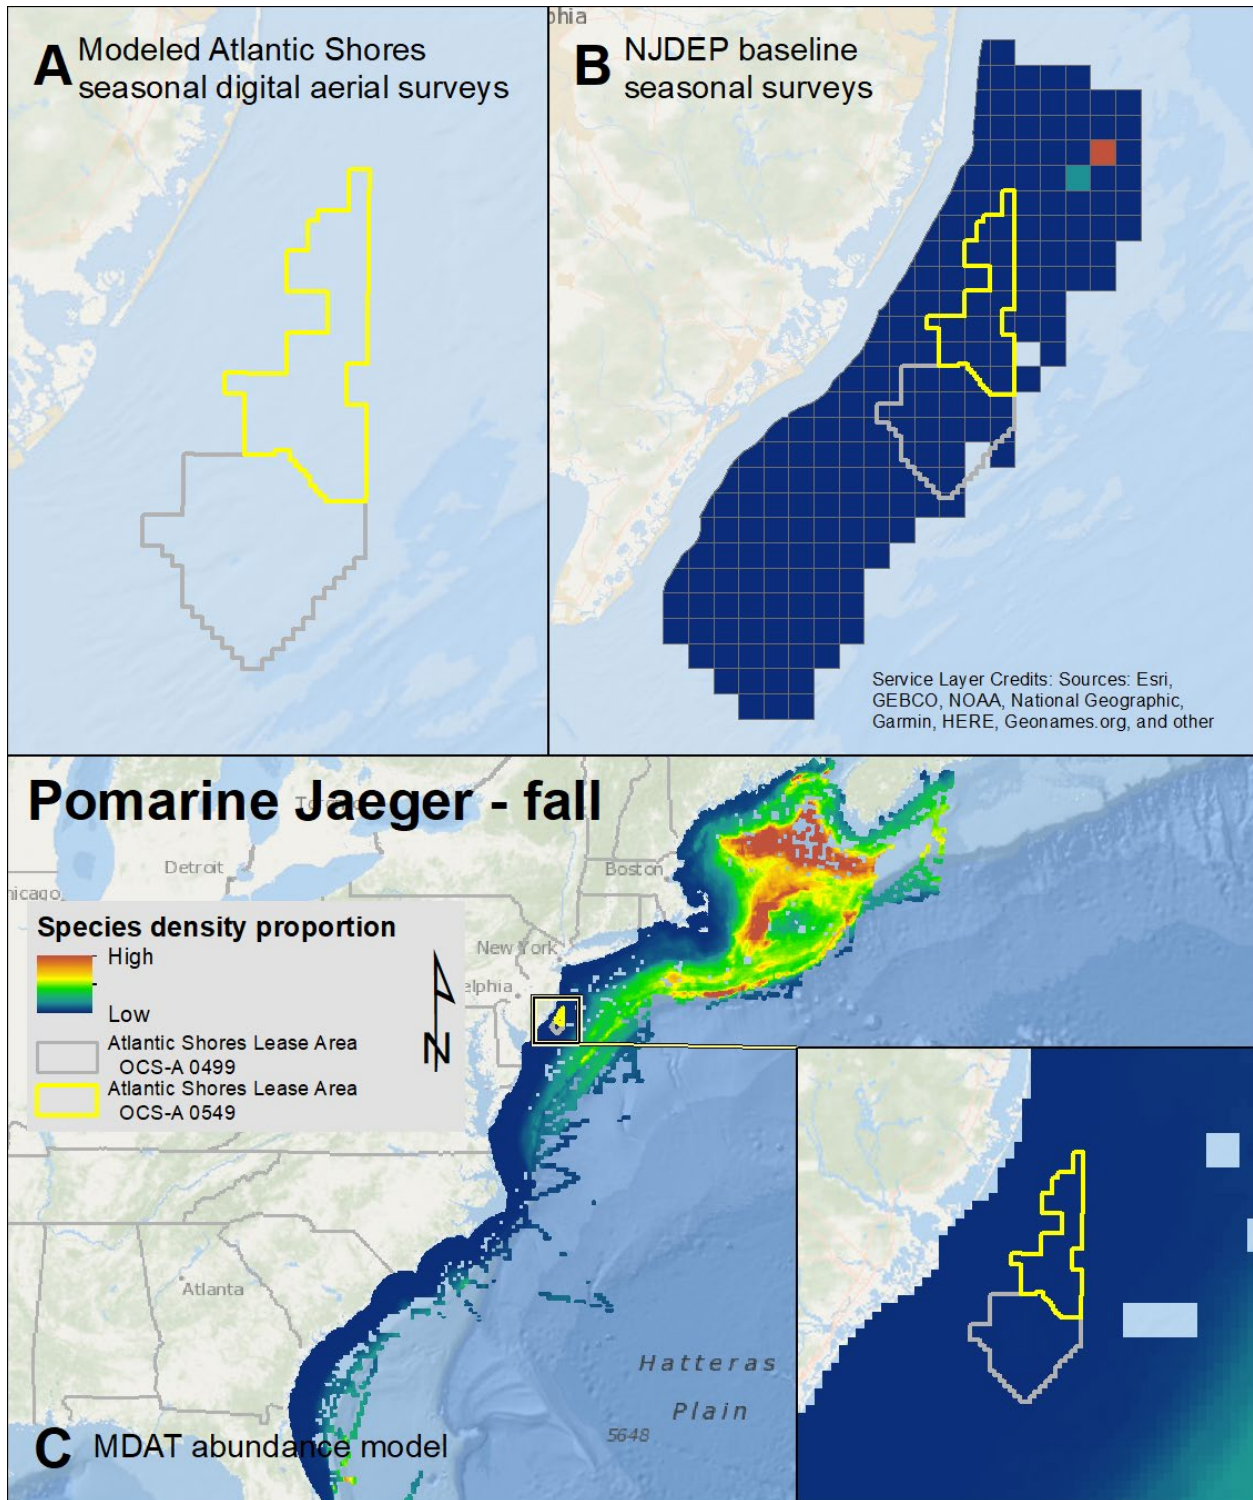 A Modeled Atlantic Shores
seasonal digital aerial surveys
phia
B NJDEP baseline
seasonal surveys
Service Layer Credits: Sources: Esri,
GEBCO, NOAA, National Geographic,
Garmin, HERE, Geonames.org, and other
Pomarine Jaeger - fall
Detroit
hicago
Boston
New York
elphia
Species density proportion
High
Low
N
Atlantic Shores Lease Area
OCS-A 0499
Atlantic Shores Lease Area
OCS-A 0549
Atlanta
Hatteras
Plain
5648
C MDAT abundance model